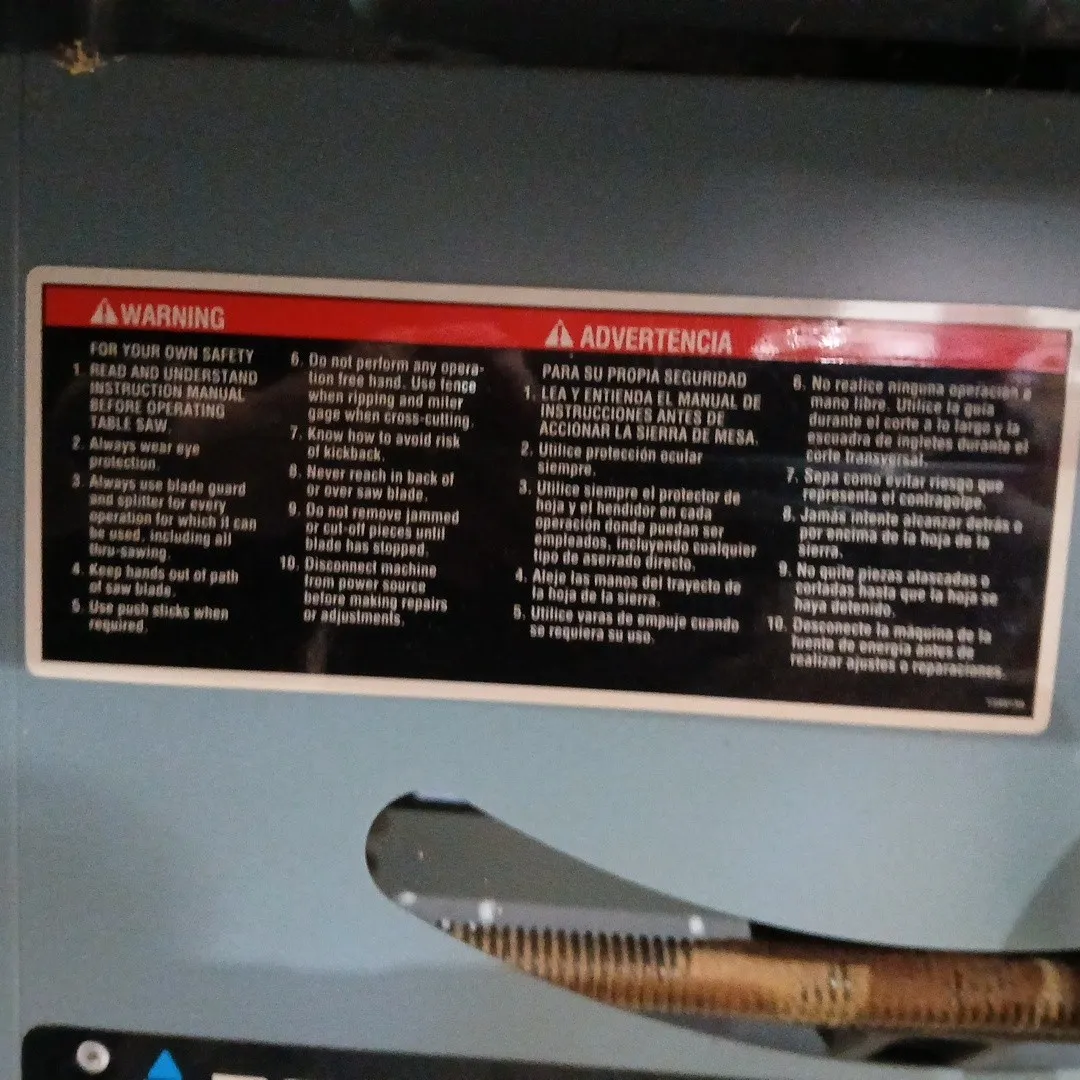 WARNING
FOR YOUR OWN SAFETY
1. READ AND UNDERSTAND
INSTRUCTION MANUAL
BEFORE OPERATING
TABLE SAW.
2. Always wear eye
protection.
3. Always use blade guard
and splitter for every
operation for which it can
be used, including all
thru-sawing.
4. Keep hands out of path
of saw blade.
5. Use push sticks when
required.
6. Do not perform any opera-
tion free hand. Use fence
when ripping and miter
gage when cross-cutting.
7. Know how to avoid risk
of kickback.
8. Never reach in back of
or over saw blade.
9. Do not remove jammed
or cut-off pieces until
blade has stopped.
10. Disconnect machine
from power source
before making repairs
or adjustments.
ADVERTENCIA
PARA SU PROPIA SEGURIDAD
1. LEA Y ENTIENDA EL MANUAL DE
INSTRUCCIONES ANTES DE
ACCIONAR LA SIERRA DE MESA.
2. Utilice protección ocular
siempre.
3. Utilice siempre el protector de
hoja y el hendidor en cada
operación donde puedan ser
empleados, incluyendo cualquier
tipo de aserrado directo.
4. Aleje las manos del trayecto de
la hoja de la sierra.
5. Utilice varas de empuje cuando
se requiera su uso.
6. No realice ninguna operación a
mano libre. Utilice la guía
durante el corte a lo largo y la
escuadra de ingletes durante el
corte transversal.
7. Sepa como evitar riesgo que
representa el contragolpe.
8. Jamás intente alcanzar detrás o
por encima de la hoja de la
sierra.
9. No quite piezas atascadas o
cortadas hasta que la hoja se
haya detenido.
10. Desconecte la máquina de la
fuente de energía antes de
realizar ajustes o reparaciones.